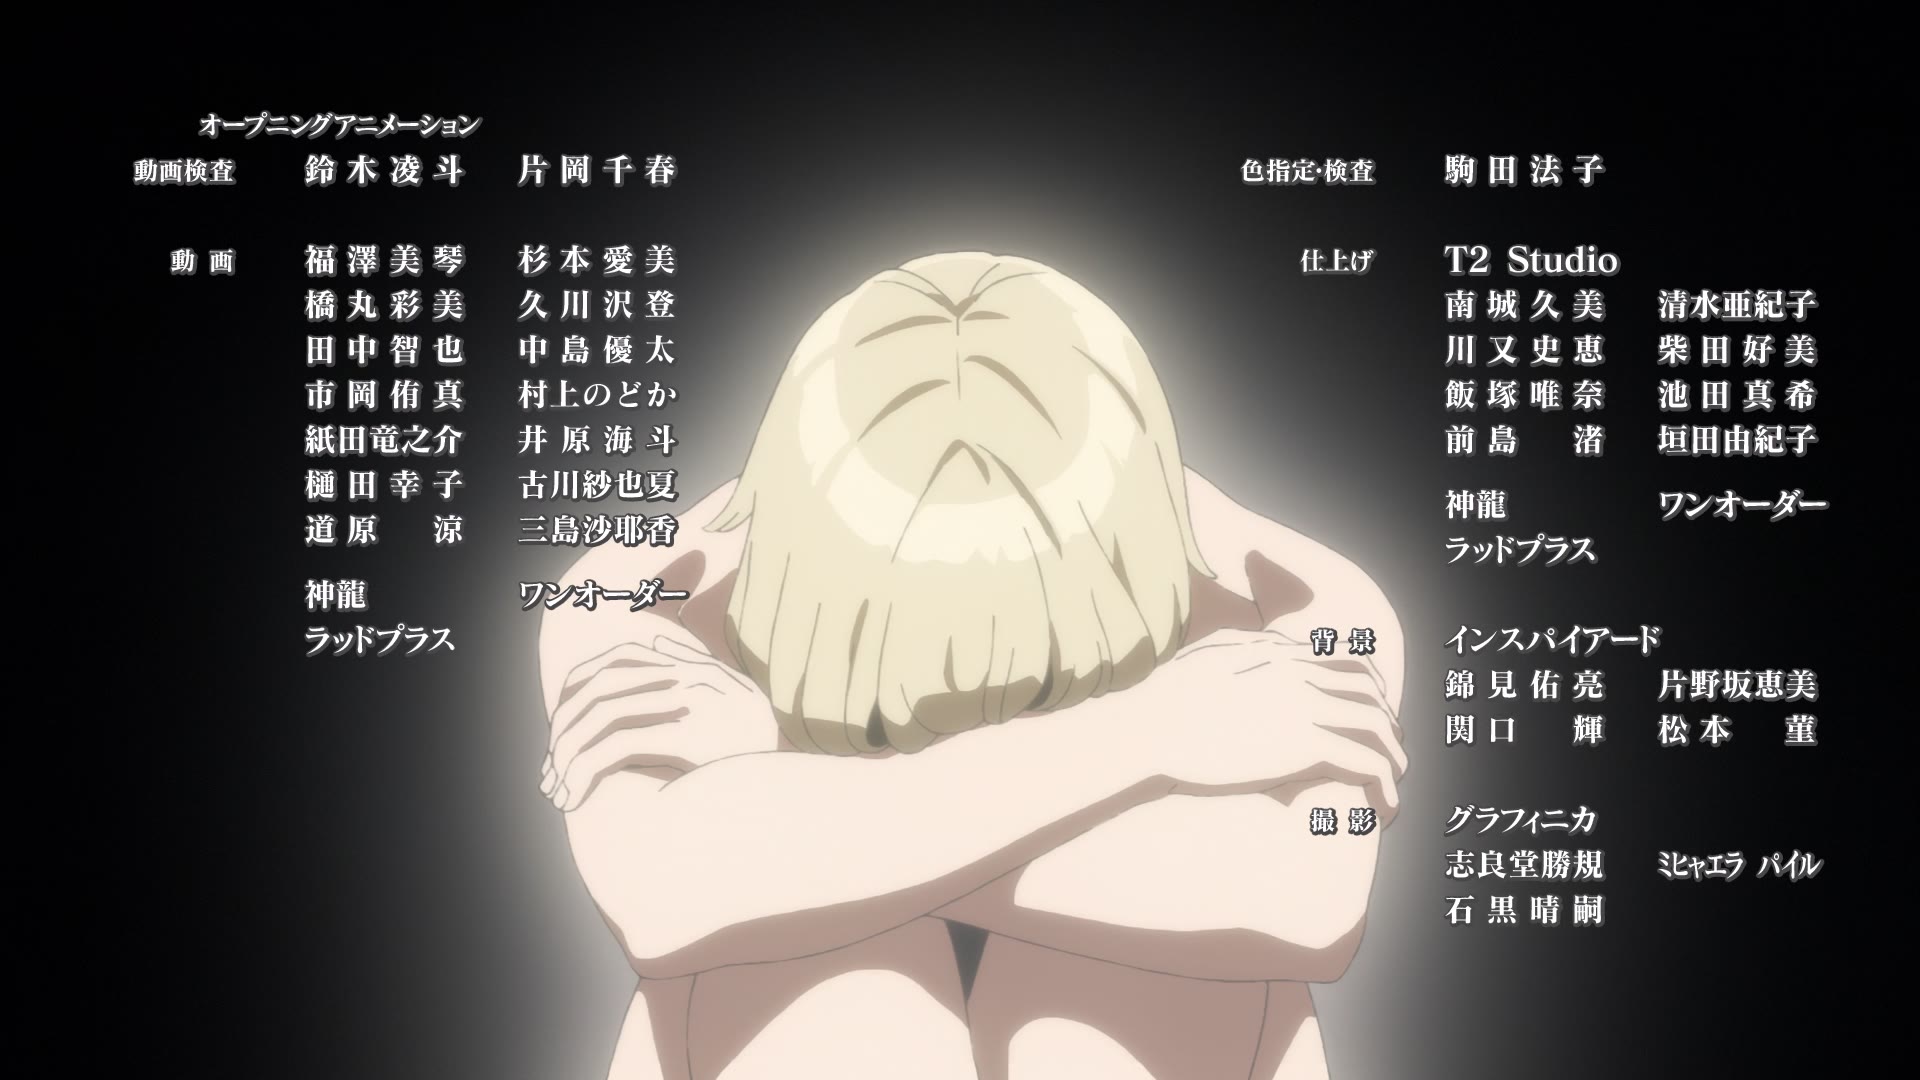 オープニングアニメーション
動画検査 鈴木凌斗 片岡千春
動画 福澤美琴 杉本愛美
橋丸彩美 久川沢登
田中智也 中島優太
市岡侑真 村上のどか
紙田竜之介 井原海斗
樋田幸子 古川紗也夏
道原涼 三島沙耶香
神龍 ワンオーダー
ラッドプラス
色指定・検査 駒田法子
仕上げ T2 Studio
南城久美 清水亜紀子
川又史恵 柴田好美
飯塚唯奈 池田真希
前島渚 垣田由紀子
神龍 ワンオーダー
ラッドプラス
背景 インスパイアード
錦見佑亮 片野坂恵美
関口輝 松本菫
撮影 グラフィニカ
志良堂勝規 ミヒャエラ パイル
石黒晴嗣